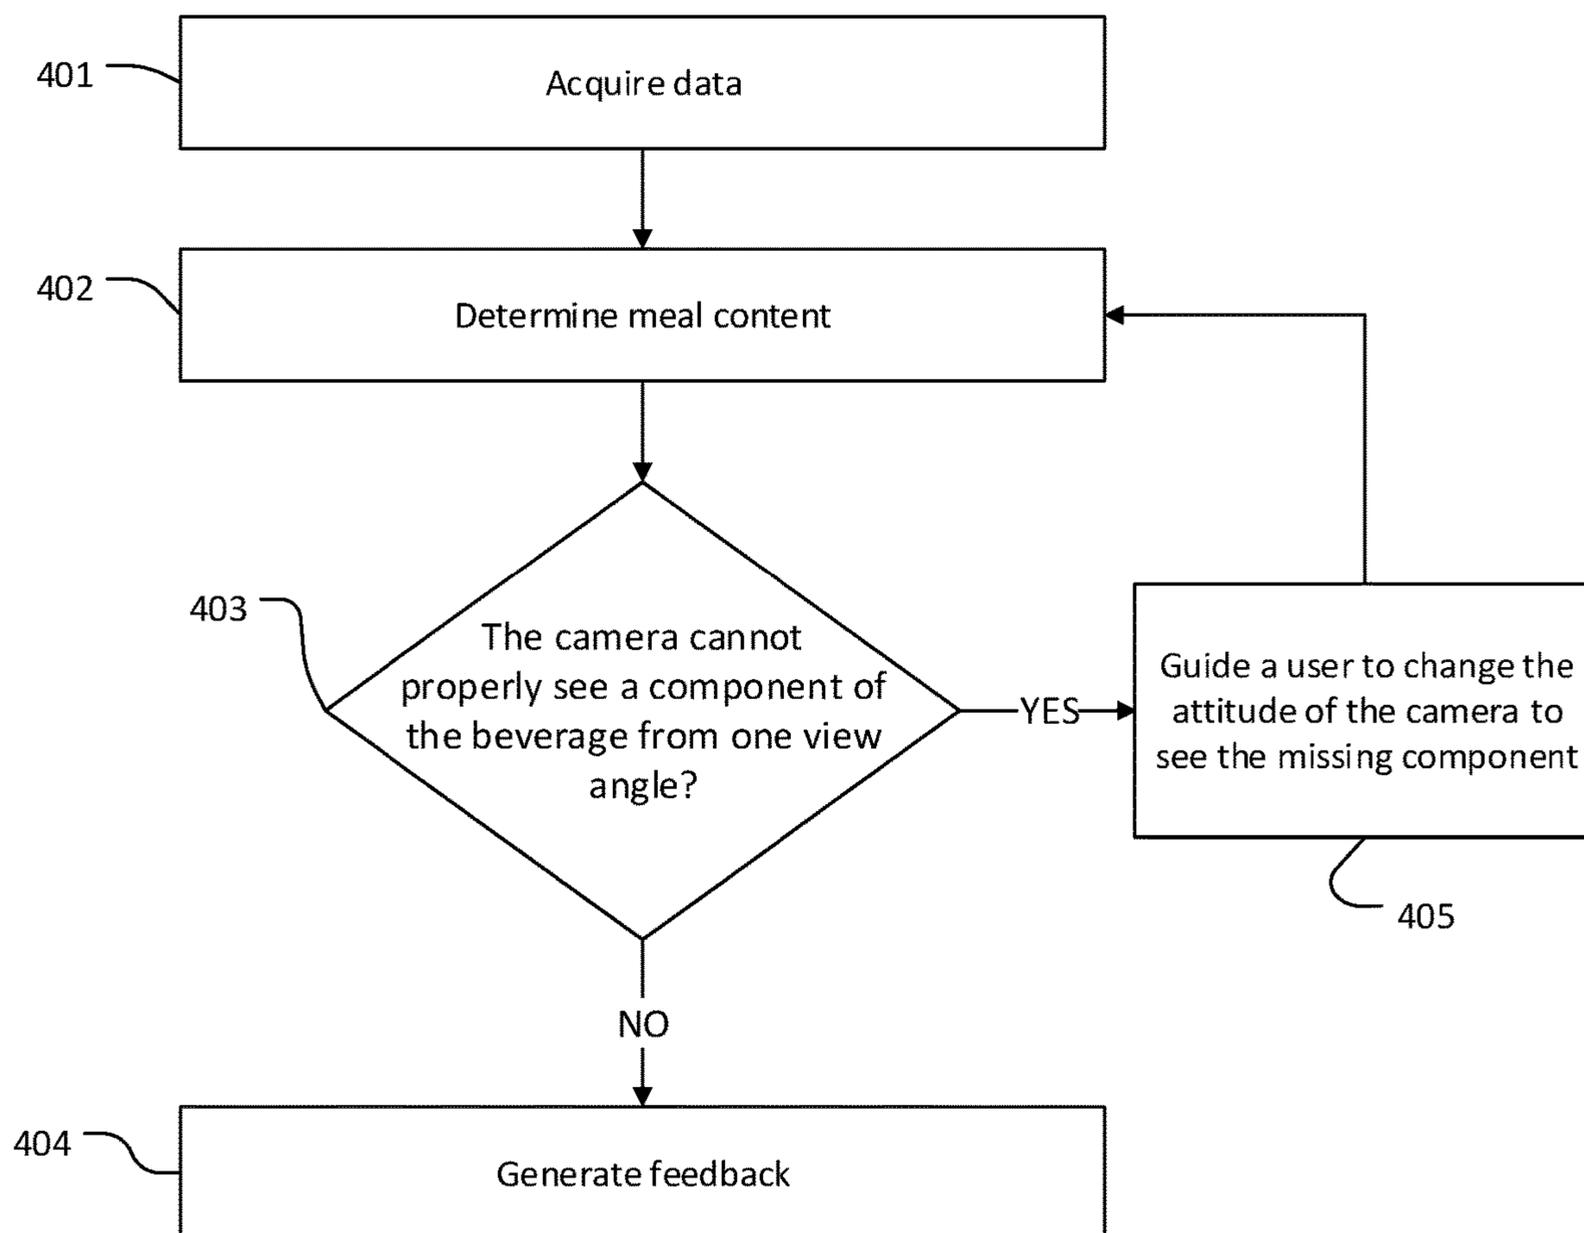 401
Acquire data
402
Determine meal content
403
The camera cannot
properly see a component of
the beverage from one view
angle?
YES
Guide a user to change the
attitude of the camera to
see the missing component
405
NO
404
Generate feedback